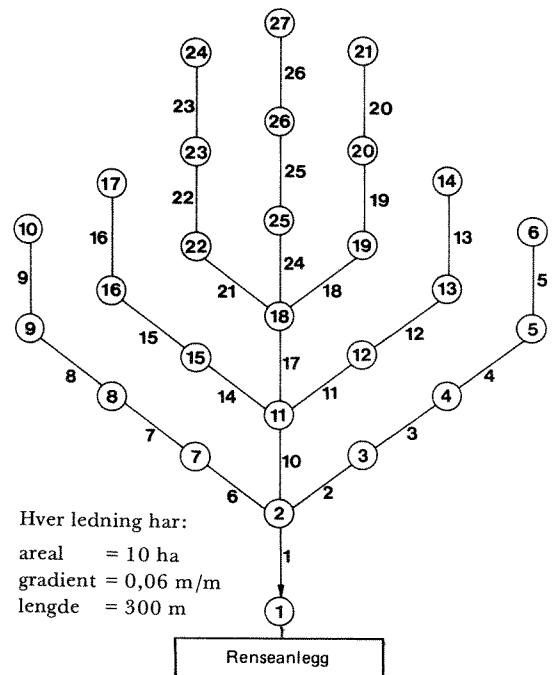 27
24 21
26
23 20
26
23 20
17 25 14
22 19
10 16 25 13 6
22 24 19
9 16 21 18 13 5
18
9 15 12 5
17
8 15 12 4
14 11
8 11 4
7 10 3
7 3
6 2
2
Hver ledning har:
areal = 10 ha
gradient = 0,06 m/m
lengde = 300 m
1
1
Renseanlegg